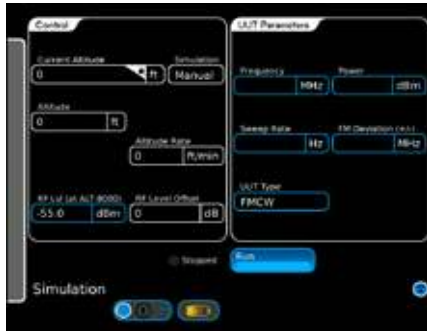 Control
UUT Parameters
Current Altitude
Simulation
0
ft
Manual
Frequency
Power
MHz
dBm
Altitude
0
ft
Altitude Rate
0
ft/min
Sweep Rate
FM Deviation (+/-)
Hz
MHz
RF Lvl (at ALT 8000)
RF Level Offset
-55.0
dBm
0
dB
UUT Type
FMCW
Stopped
Run
Simulation